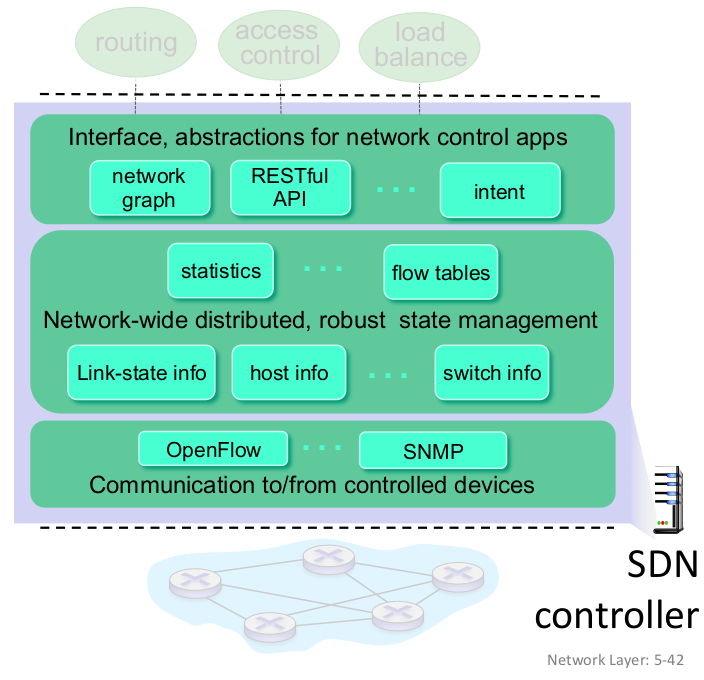 routing
access
control
load
balance
Interface, abstractions for network control apps
network
graph
RESTful
API
intent
statistics
flow tables
Network-wide distributed, robust state management
Link-state info
host info
switch info
OpenFlow
SNMP
Communication to/from controlled devices
SDN
controller
Network Layer: 5-42